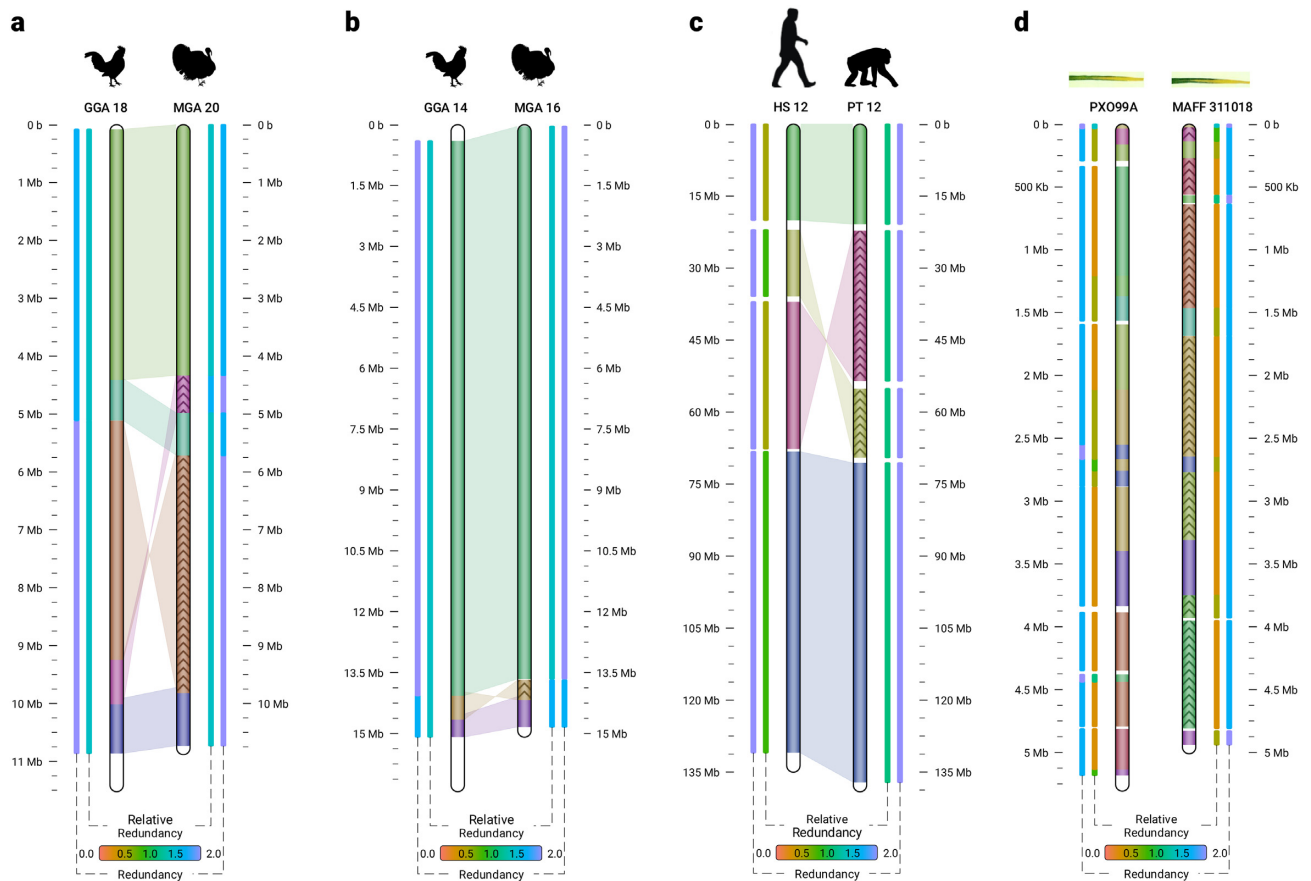 a
GGA 18
MGA 20
0 b
1 Mb
2 Mb
3 Mb
4 Mb
5 Mb
6 Mb
7 Mb
8 Mb
9 Mb
10 Mb
11 Mb
0 b
1 Mb
2 Mb
3 Mb
4 Mb
5 Mb
6 Mb
7 Mb
8 Mb
9 Mb
10 Mb
Relative
Redundancy
0.0 0.5 1.0 1.5 2.0
Redundancy
b
GGA 14
MGA 16
0 b
1.5 Mb
3 Mb
4.5 Mb
6 Mb
7.5 Mb
9 Mb
10.5 Mb
12 Mb
13.5 Mb
15 Mb
0 b
1.5 Mb
3 Mb
4.5 Mb
6 Mb
7.5 Mb
9 Mb
10.5 Mb
12 Mb
13.5 Mb
15 Mb
Relative
Redundancy
0.0 0.5 1.0 1.5 2.0
Redundancy
c
HS 12
PT 12
0 b
15 Mb
30 Mb
45 Mb
60 Mb
75 Mb
90 Mb
105 Mb
120 Mb
135 Mb
0 b
15 Mb
30 Mb
45 Mb
60 Mb
75 Mb
90 Mb
105 Mb
120 Mb
135 Mb
Relative
Redundancy
0.0 0.5 1.0 1.5 2.0
Redundancy
d
PXO99A
MAFF 311018
0 b
500 Kb
1 Mb
1.5 Mb
2 Mb
2.5 Mb
3 Mb
3.5 Mb
4 Mb
4.5 Mb
5 Mb
0 b
500 Kb
1 Mb
1.5 Mb
2 Mb
2.5 Mb
3 Mb
3.5 Mb
4 Mb
4.5 Mb
5 Mb
Relative
Redundancy
0.0 0.5 1.0 1.5 2.0
Redundancy